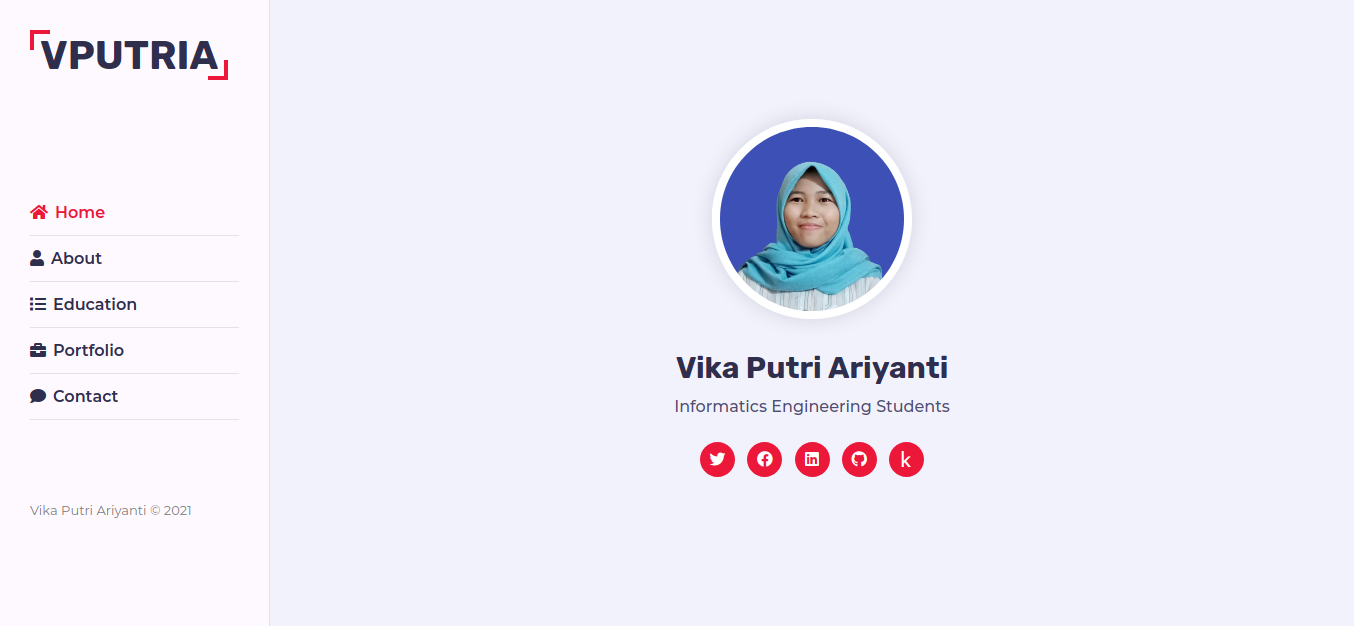 VPUTRIA
Home
About
Education
Portfolio
Contact
Vika Putri Ariyanti © 2021
Vika Putri Ariyanti
Informatics Engineering Students
k